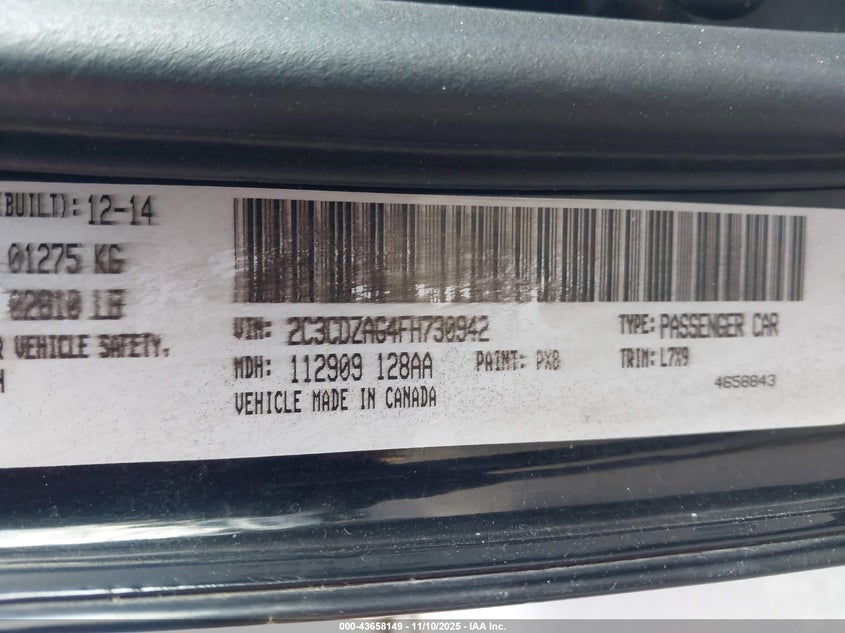 (BUILT): 12-14
01275 KG
02810 LB
R VEHICLE SAFETY,
H
VIN: 2C3CDZAG4FH730942
TYPE: PASSENGER CAR
MDH: 112909 128AA
PAINT: PX8
TRIM: L7X9
VEHICLE MADE IN CANADA
4658843
000-43658149 - 11/10/2025 - IAA Inc.